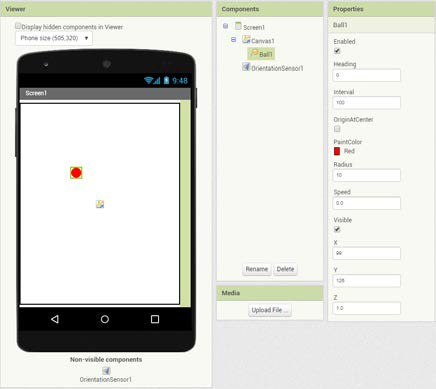 Viewer
Display hidden components in Viewer
Phone size (505,320)
9:48
Screen1
Non-visible components
OrientationSensor1
Components
Screen1
Canvas1
Ball1
OrientationSensor1
Rename Delete
Media
Upload File ...
Properties
Ball1
Enabled
Heading
0
Interval
100
OriginAtCenter
PaintColor
Red
Radius
10
Speed
0.0
Visible
X
99
Y
126
Z
1.0